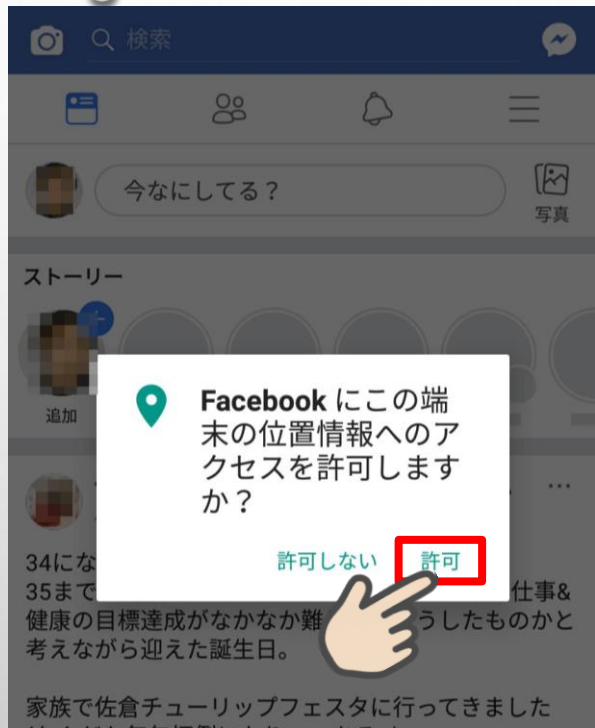 検索
今なにしてる？
写真
ストーリー
追加
Facebook にこの端
末の位置情報へのア
クセスを許可します
か？
許可しない 許可
34にな
35まで 仕事&
健康の目標達成がなかなか難 うしたものかと
考えながら迎えた誕生日。
家族で佐倉チューリップフェスタに行ってきました